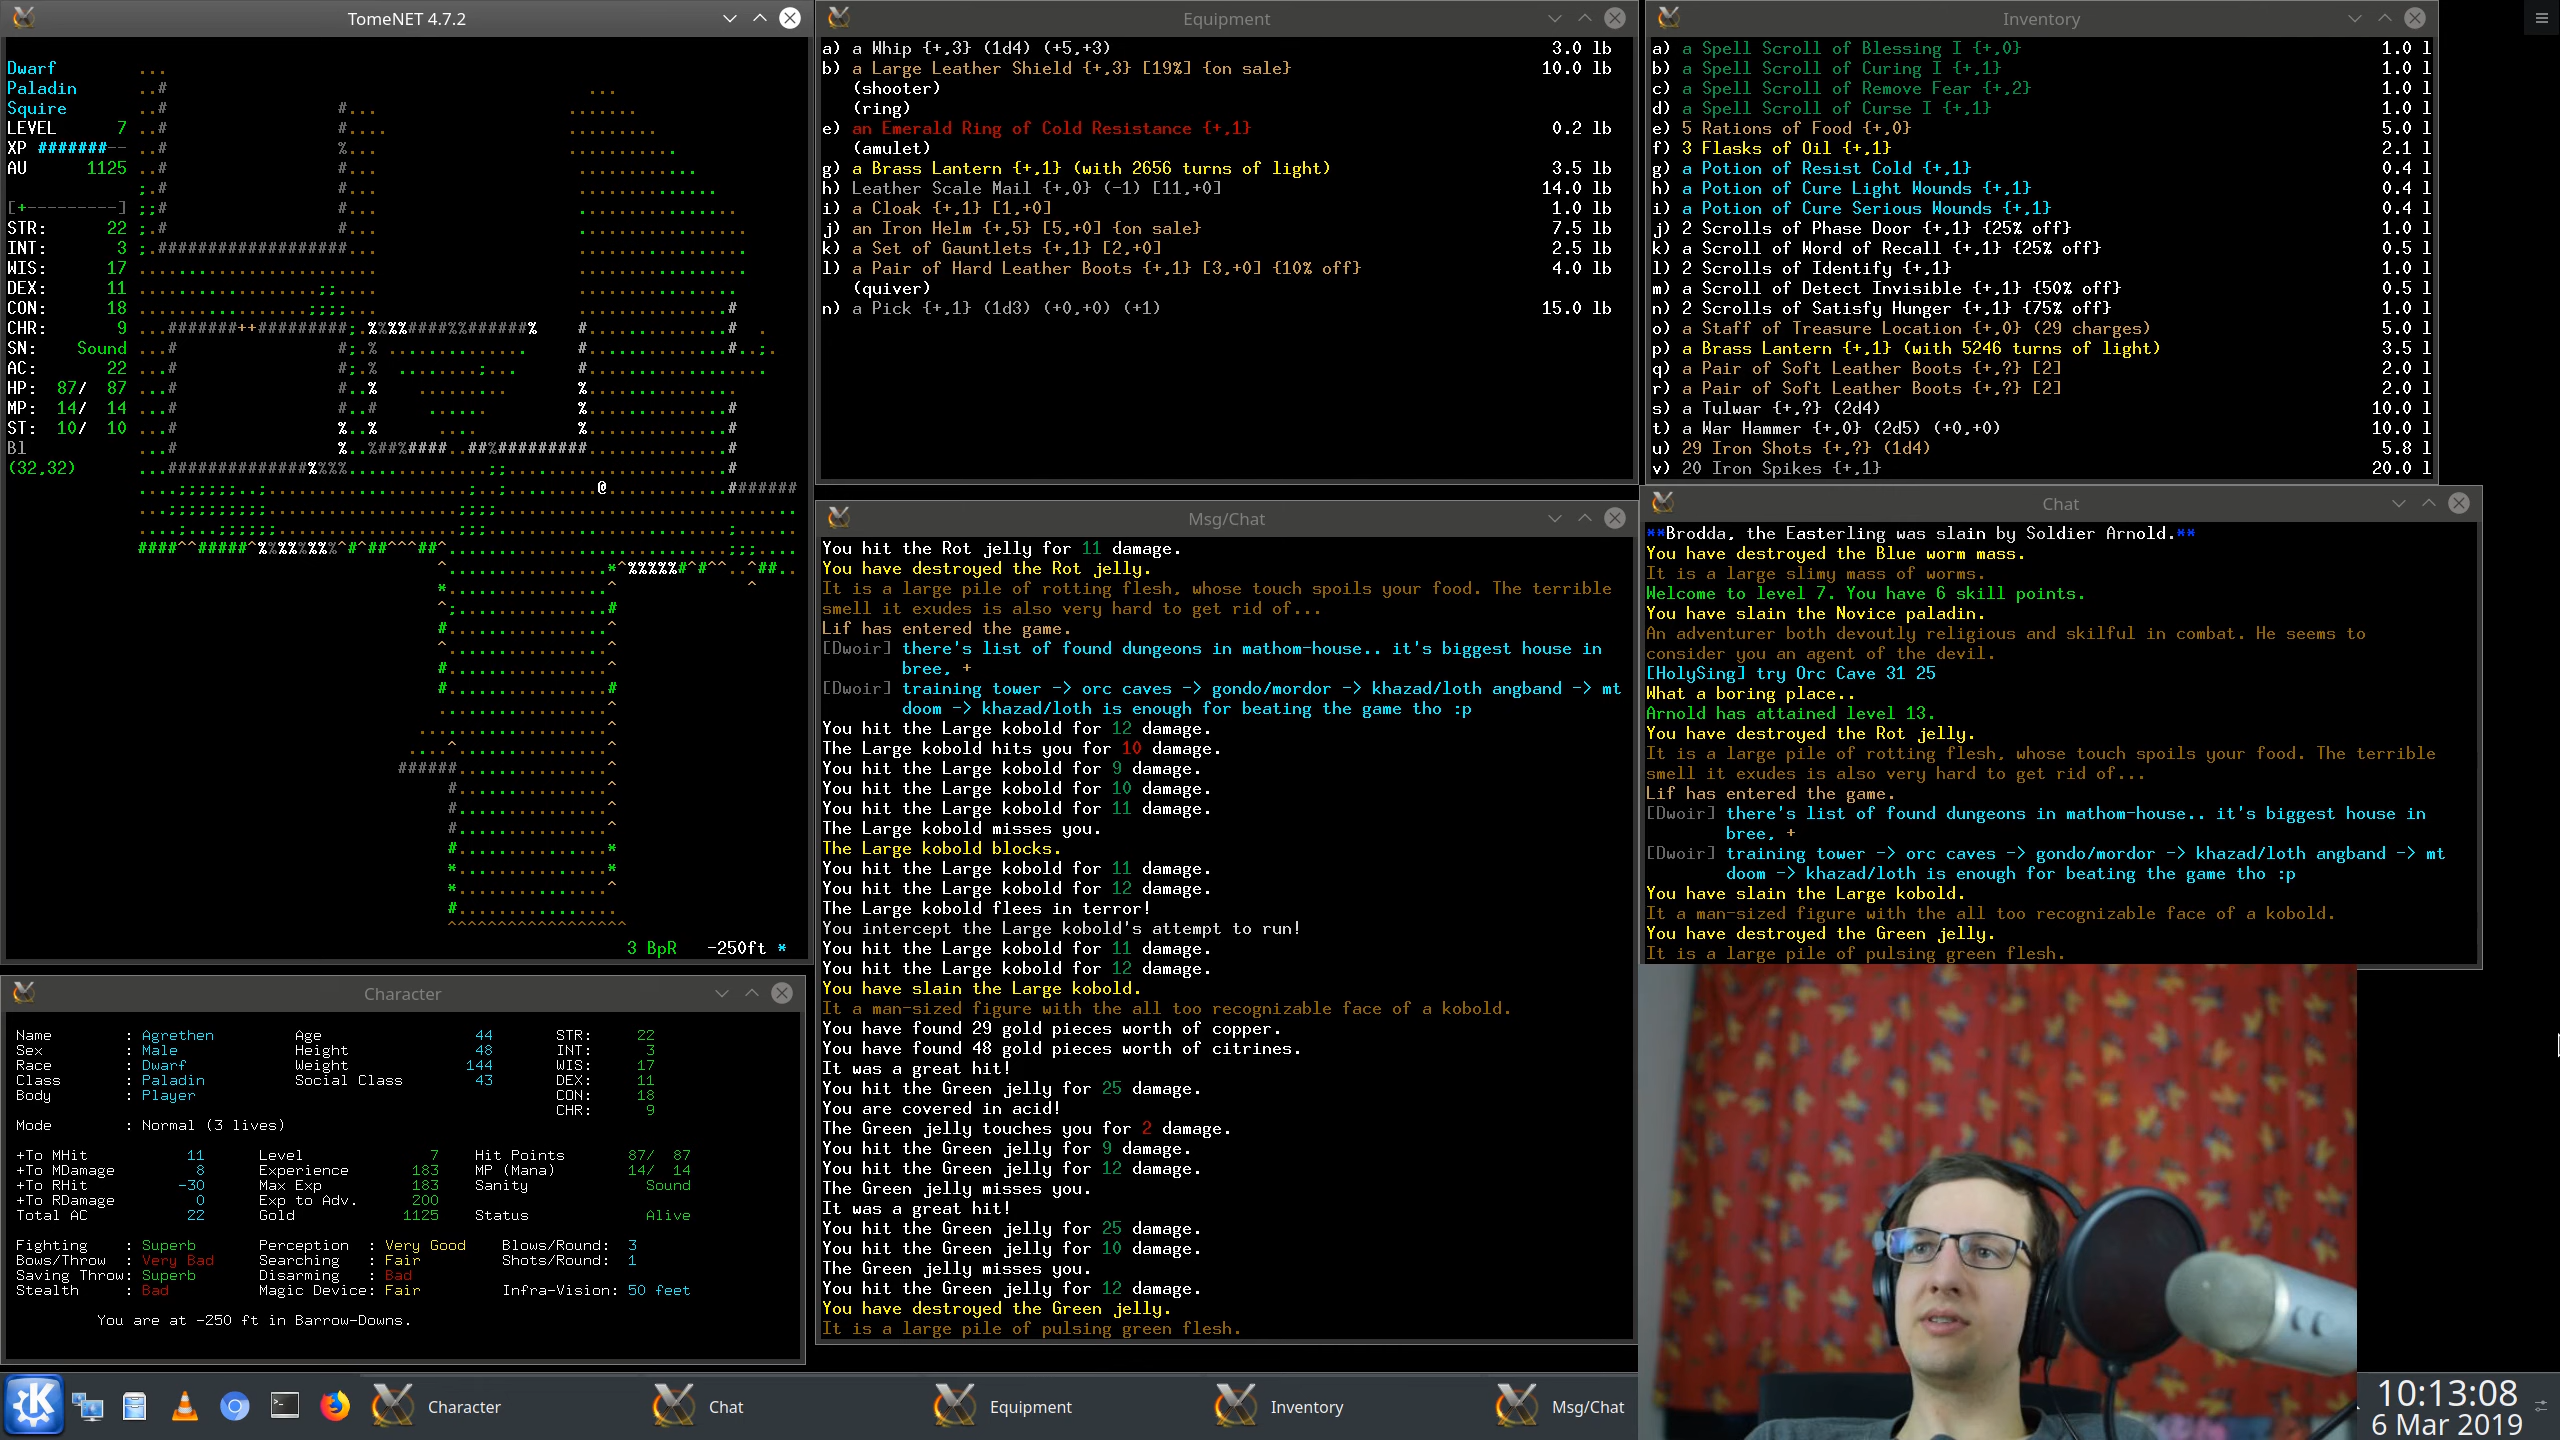 TomeNET 4.7.2
Dwarf
Paladin
Squire
LEVEL 7
XP #######--
AU 1125
[+---------]
STR: 22
INT: 3
WIS: 17
DEX: 11
CON: 18
CHR: 9
SN: Sound
AC: 22
HP: 87/ 87
MP: 14/ 14
ST: 10/ 10
Bl
(32,32)
@
3 BpR -250ft *
Equipment
a) a Whip {+,3} (1d4) (+5,+3) 3.0 lb
b) a Large Leather Shield {+,3} [19%] {on sale} 10.0 lb
(shooter)
(ring)
e) an Emerald Ring of Cold Resistance {+,1} 0.2 lb
(amulet)
g) a Brass Lantern {+,1} (with 2656 turns of light) 3.5 lb
h) Leather Scale Mail {+,0} (-1) [11,+0] 14.0 lb
i) a Cloak {+,1} [1,+0] 1.0 lb
j) an Iron Helm {+,5} [5,+0] {on sale} 7.5 lb
k) a Set of Gauntlets {+,1} [2,+0] 2.5 lb
l) a Pair of Hard Leather Boots {+,1} [3,+0] {10% off} 4.0 lb
(quiver)
n) a Pick {+,1} (1d3) (+0,+0) (+1) 15.0 lb
Inventory
a) a Spell Scroll of Blessing I {+,0} 1.0 l
b) a Spell Scroll of Curing I {+,1} 1.0 l
c) a Spell Scroll of Remove Fear {+,2} 1.0 l
d) a Spell Scroll of Curse I {+,1} 1.0 l
e) 5 Rations of Food {+,0} 5.0 l
f) 3 Flasks of Oil {+,1} 2.1 l
g) a Potion of Resist Cold {+,1} 0.4 l
h) a Potion of Cure Light Wounds {+,1} 0.4 l
i) a Potion of Cure Serious Wounds {+,1} 0.4 l
j) 2 Scrolls of Phase Door {+,1} {25% off} 1.0 l
k) a Scroll of Word of Recall {+,1} {25% off} 0.5 l
l) 2 Scrolls of Identify {+,1} 1.0 l
m) a Scroll of Detect Invisible {+,1} {50% off} 0.5 l
n) 2 Scrolls of Satisfy Hunger {+,1} {75% off} 1.0 l
o) a Staff of Treasure Location {+,0} (29 charges) 5.0 l
p) a Brass Lantern {+,1} (with 5246 turns of light) 3.5 l
q) a Pair of Soft Leather Boots {+,?} [2] 2.0 l
r) a Pair of Soft Leather Boots {+,?} [2] 2.0 l
s) a Tulwar {+,?} (2d4) 10.0 l
t) a War Hammer {+,0} (2d5) (+0,+0) 10.0 l
u) 29 Iron Shots {+,?} (1d4) 5.8 l
v) 20 Iron Spikes {+,1} 20.0 l
Msg/Chat
You hit the Rot jelly for 11 damage.
You have destroyed the Rot jelly.
It is a large pile of rotting flesh, whose touch spoils your food. The terrible
smell it exudes is also very hard to get rid of...
Lif has entered the game.
[Dwoir] there's list of found dungeons in mathom-house.. it's biggest house in
bree, +
[Dwoir] training tower -> orc caves -> gondo/mordor -> khazad/loth angband -> mt
doom -> khazad/loth is enough for beating the game tho :p
You hit the Large kobold for 12 damage.
The Large kobold hits you for 10 damage.
You hit the Large kobold for 9 damage.
You hit the Large kobold for 10 damage.
You hit the Large kobold for 11 damage.
The Large kobold misses you.
The Large kobold blocks.
You hit the Large kobold for 11 damage.
You hit the Large kobold for 12 damage.
The Large kobold flees in terror!
You intercept the Large kobold's attempt to run!
You hit the Large kobold for 11 damage.
You hit the Large kobold for 12 damage.
You have slain the Large kobold.
It a man-sized figure with the all too recognizable face of a kobold.
You have found 29 gold pieces worth of copper.
You have found 48 gold pieces worth of citrines.
It was a great hit!
You hit the Green jelly for 25 damage.
You are covered in acid!
The Green jelly touches you for 2 damage.
You hit the Green jelly for 9 damage.
You hit the Green jelly for 12 damage.
The Green jelly misses you.
It was a great hit!
You hit the Green jelly for 25 damage.
You hit the Green jelly for 10 damage.
The Green jelly misses you.
You hit the Green jelly for 12 damage.
You have destroyed the Green jelly.
It is a large pile of pulsing green flesh.
Chat
**Brodda, the Easterling was slain by Soldier Arnold.**
You have destroyed the Blue worm mass.
It is a large slimy mass of worms.
Welcome to level 7. You have 6 skill points.
You have slain the Novice paladin.
An adventurer both devoutly religious and skilful in combat. He seems to
consider you an agent of the devil.
[HolySing] try Orc Cave 31 25
What a boring place..
Arnold has attained level 13.
You have destroyed the Rot jelly.
It is a large pile of rotting flesh, whose touch spoils your food. The terrible
smell it exudes is also very hard to get rid of...
Lif has entered the game.
[Dwoir] there's list of found dungeons in mathom-house.. it's biggest house in
bree, +
[Dwoir] training tower -> orc caves -> gondo/mordor -> khazad/loth angband -> mt
doom -> khazad/loth is enough for beating the game tho :p
You have slain the Large kobold.
It a man-sized figure with the all too recognizable face of a kobold.
You have destroyed the Green jelly.
It is a large pile of pulsing green flesh.
Character
Name : Agrethen Age 44 STR: 22
Sex : Male Height 48 INT: 3
Race : Dwarf Weight 144 WIS: 17
Class : Paladin Social Class 43 DEX: 11
Body : Player CON: 18
CHR: 9
Mode : Normal (3 lives)
+To MHit 11 Level 7 Hit Points 87/ 87
+To MDamage 8 Experience 183 MP (Mana) 14/ 14
+To RHit -30 Max Exp 183 Sanity Sound
+To RDamage 0 Exp to Adv. 200
Total AC 22 Gold 1125 Status Alive
Fighting : Superb Perception : Very Good Blows/Round: 3
Bows/Throw : Very Bad Searching : Fair Shots/Round: 1
Saving Throw: Superb Disarming : Bad
Stealth : Bad Magic Device: Fair Infra-Vision: 50 feet
You are at -250 ft in Barrow-Downs.
Character
Chat
Equipment
Inventory
Msg/Chat
10:13:08
6 Mar 2019